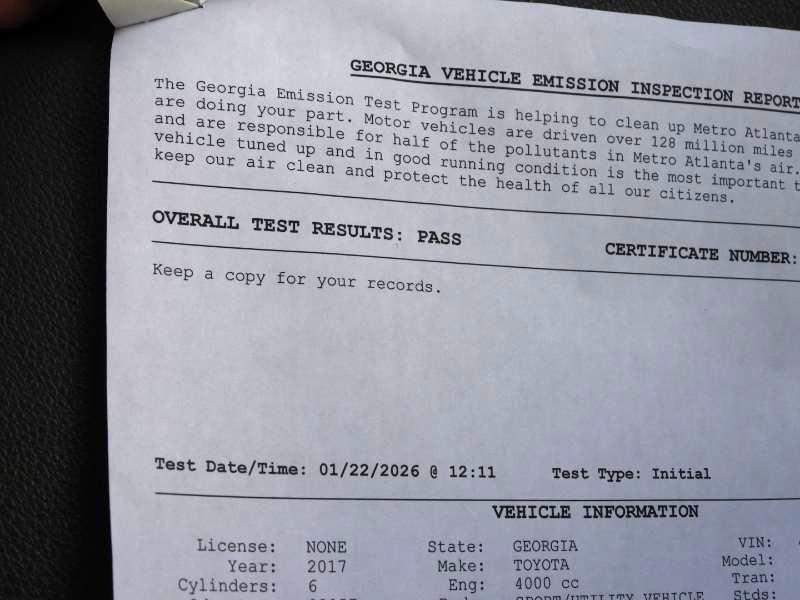 GEORGIA VEHICLE EMISSION INSPECTION REPORT
The Georgia Emission Test Program is helping to clean up Metro Atlanta
are doing your part. Motor vehicles are driven over 128 million miles
and are responsible for half of the pollutants in Metro Atlanta's air.
vehicle tuned up and in good running condition is the most important
keep our air clean and protect the health of all our citizens.
OVERALL TEST RESULTS: PASS CERTIFICATE NUMBER:
Keep a copy for your records.
Test Date/Time: 01/22/2026 @ 12:11 Test Type: Initial
VEHICLE INFORMATION
License: NONE State: GEORGIA VIN:
Year: 2017 Make: TOYOTA Model:
Cylinders: 6 Eng: 4000 cc Tran:
SPORT/UTILITY VEHICLE Stds: